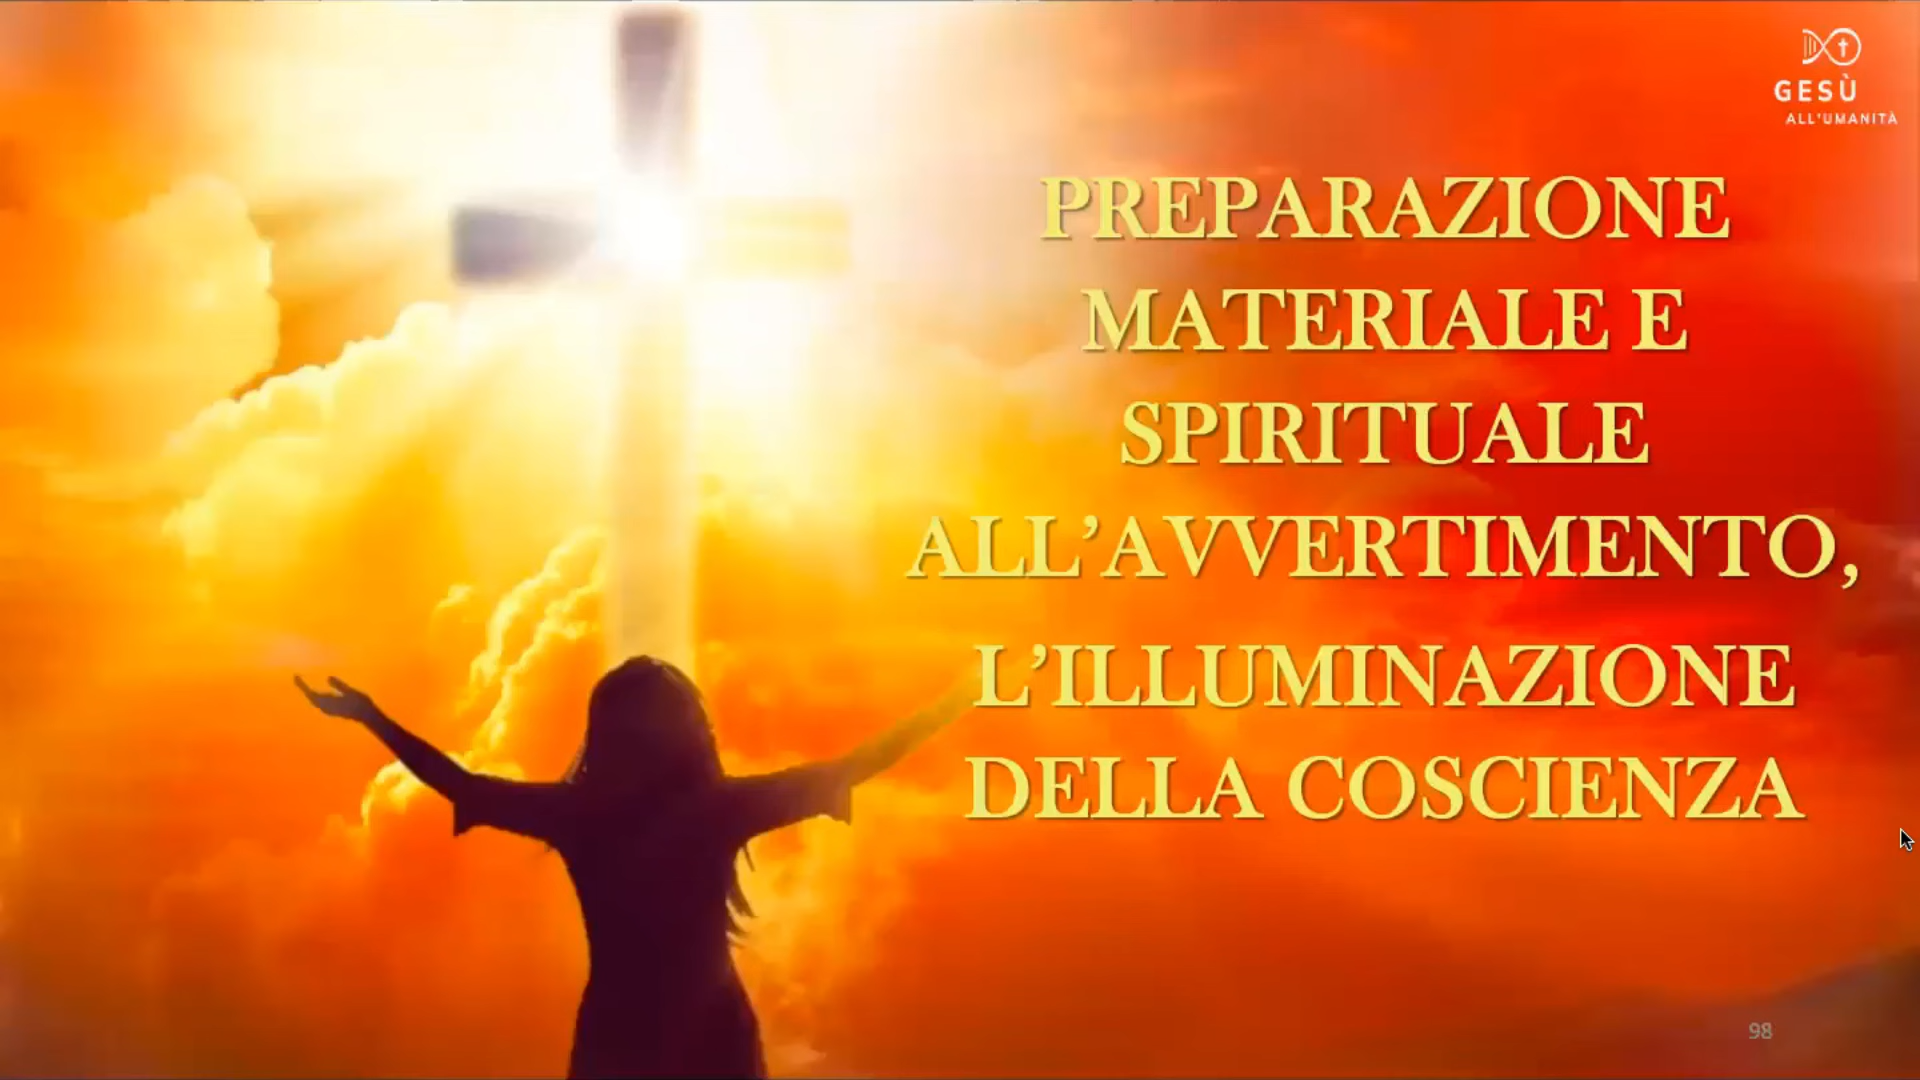 GESÙ
ALL'UMANITÀ
PREPARAZIONE
MATERIALE E
SPIRITUALE
ALL’AVVERTIMENTO,
L’ILLUMINAZIONE
DELLA COSCIENZA
98